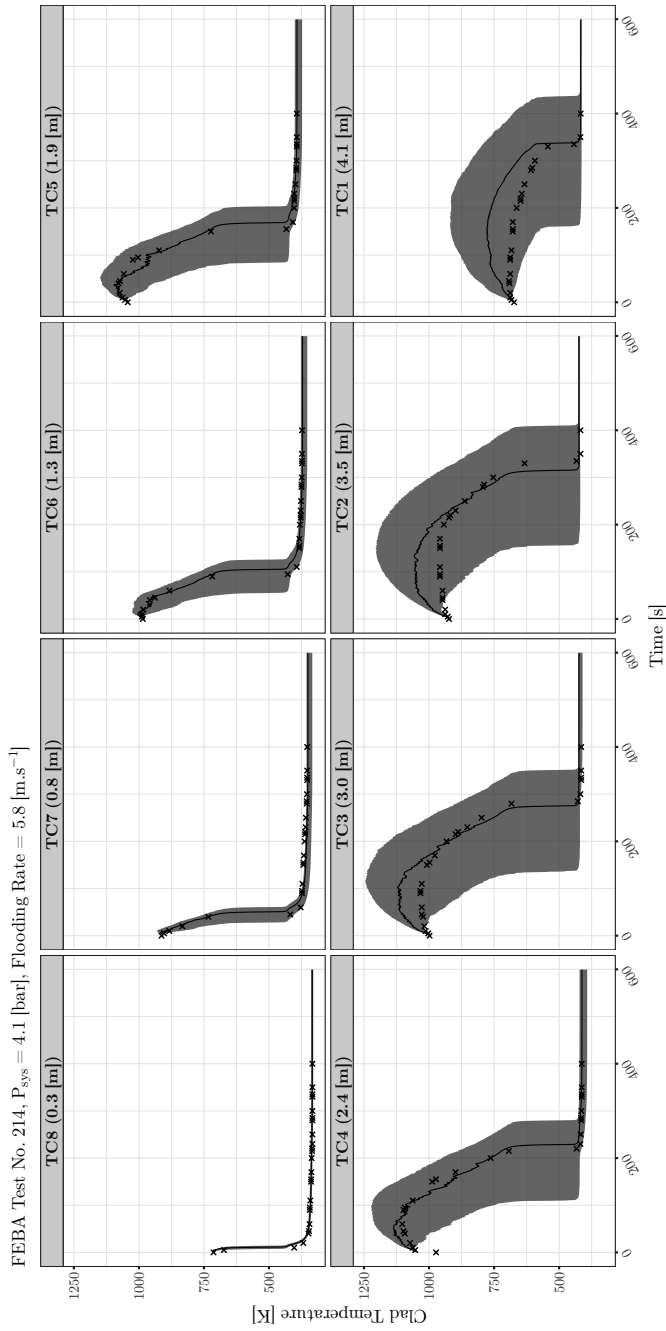 FEBA Test No. 214, P_sys = 4.1 [bar], Flooding Rate = 5.8 [m.s⁻¹]
TC8 (0.3 [m])
TC7 (0.8 [m])
TC6 (1.3 [m])
TC5 (1.9 [m])
1250
1000
750
500
TC4 (2.4 [m])
TC3 (3.0 [m])
TC2 (3.5 [m])
TC1 (4.1 [m])
1250
1000
750
500
0
200
400
600
0
200
400
600
0
200
400
600
0
200
400
600
Clad Temperature [K]
Time [s]